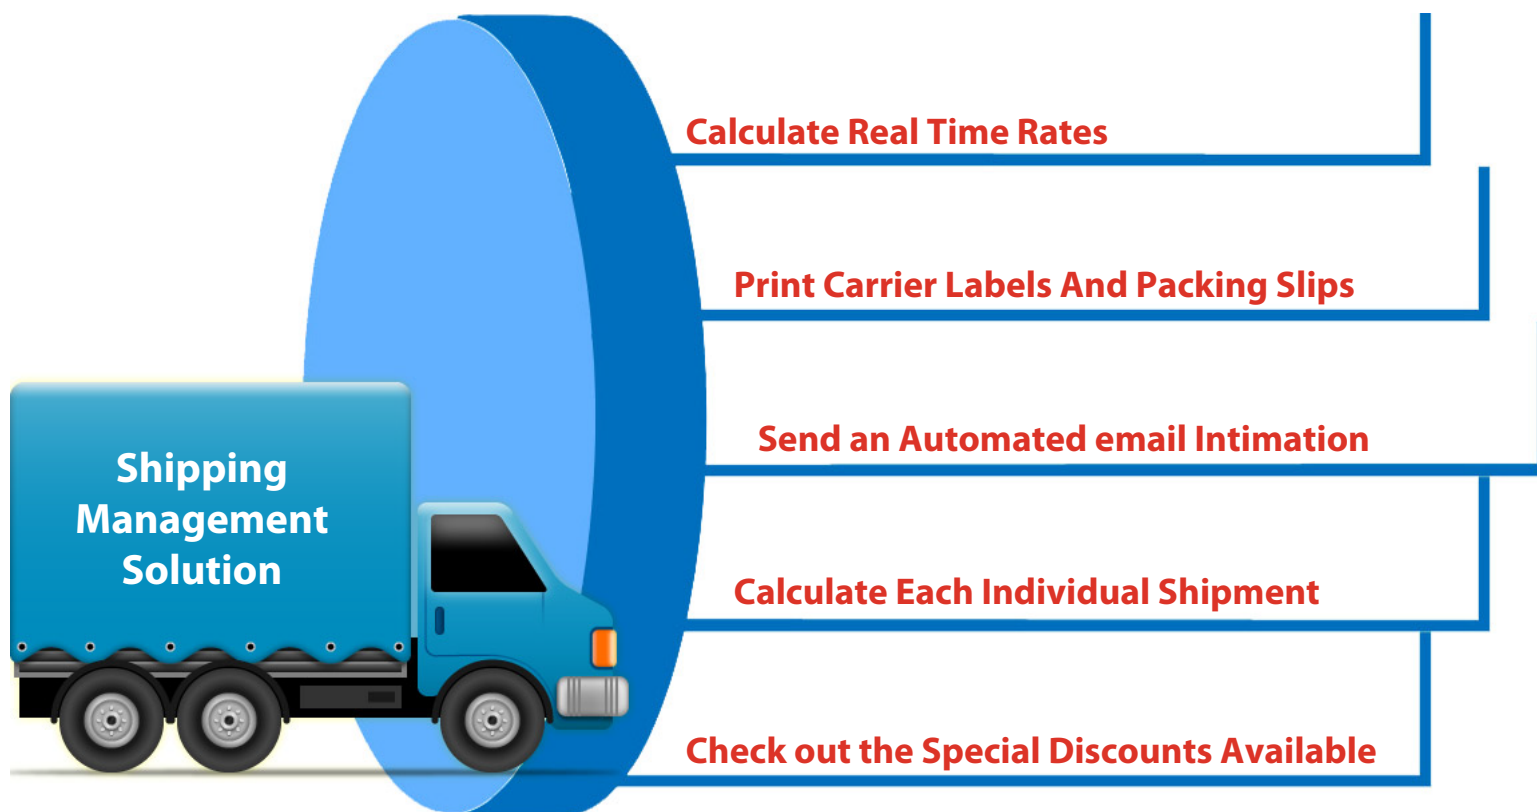 Calculate Real Time Rates
Print Carrier Labels And Packing Slips
Send an Automated email Intimation
Shipping
Management
Solution
Calculate Each Individual Shipment
Check out the Special Discounts Available